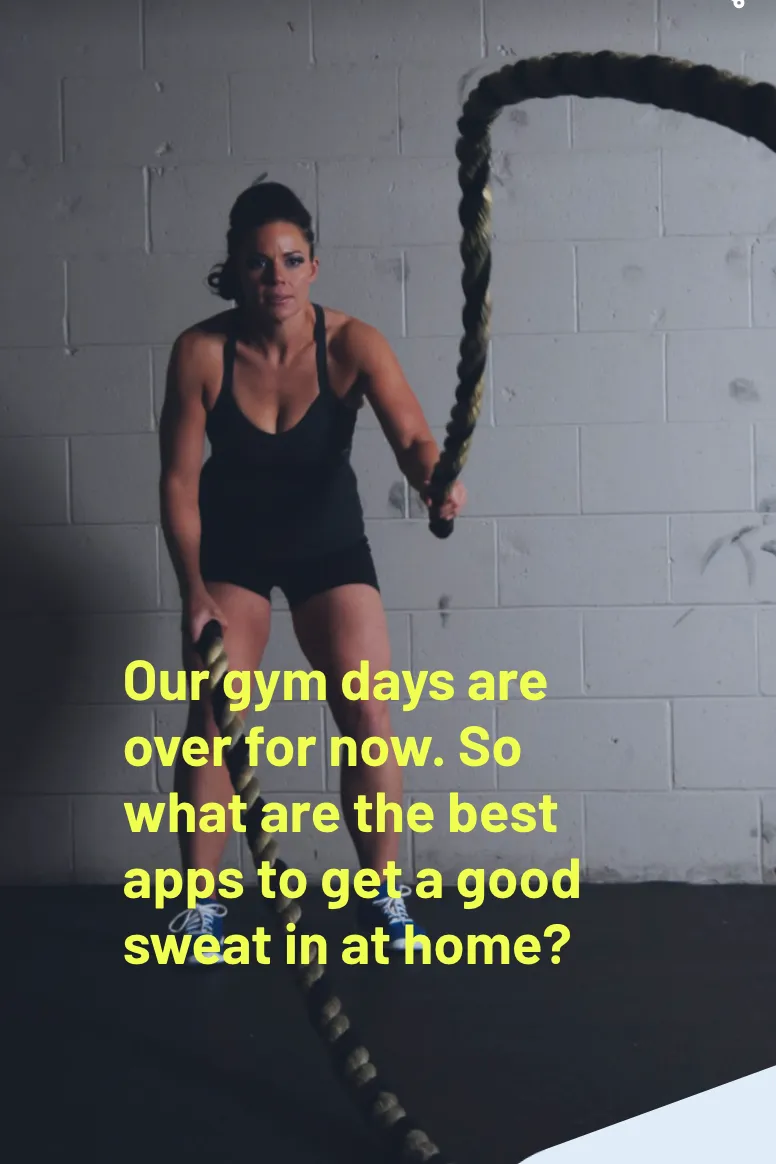 Our gym days are
over for now. So
what are the best
apps to get a good
sweat in at home?